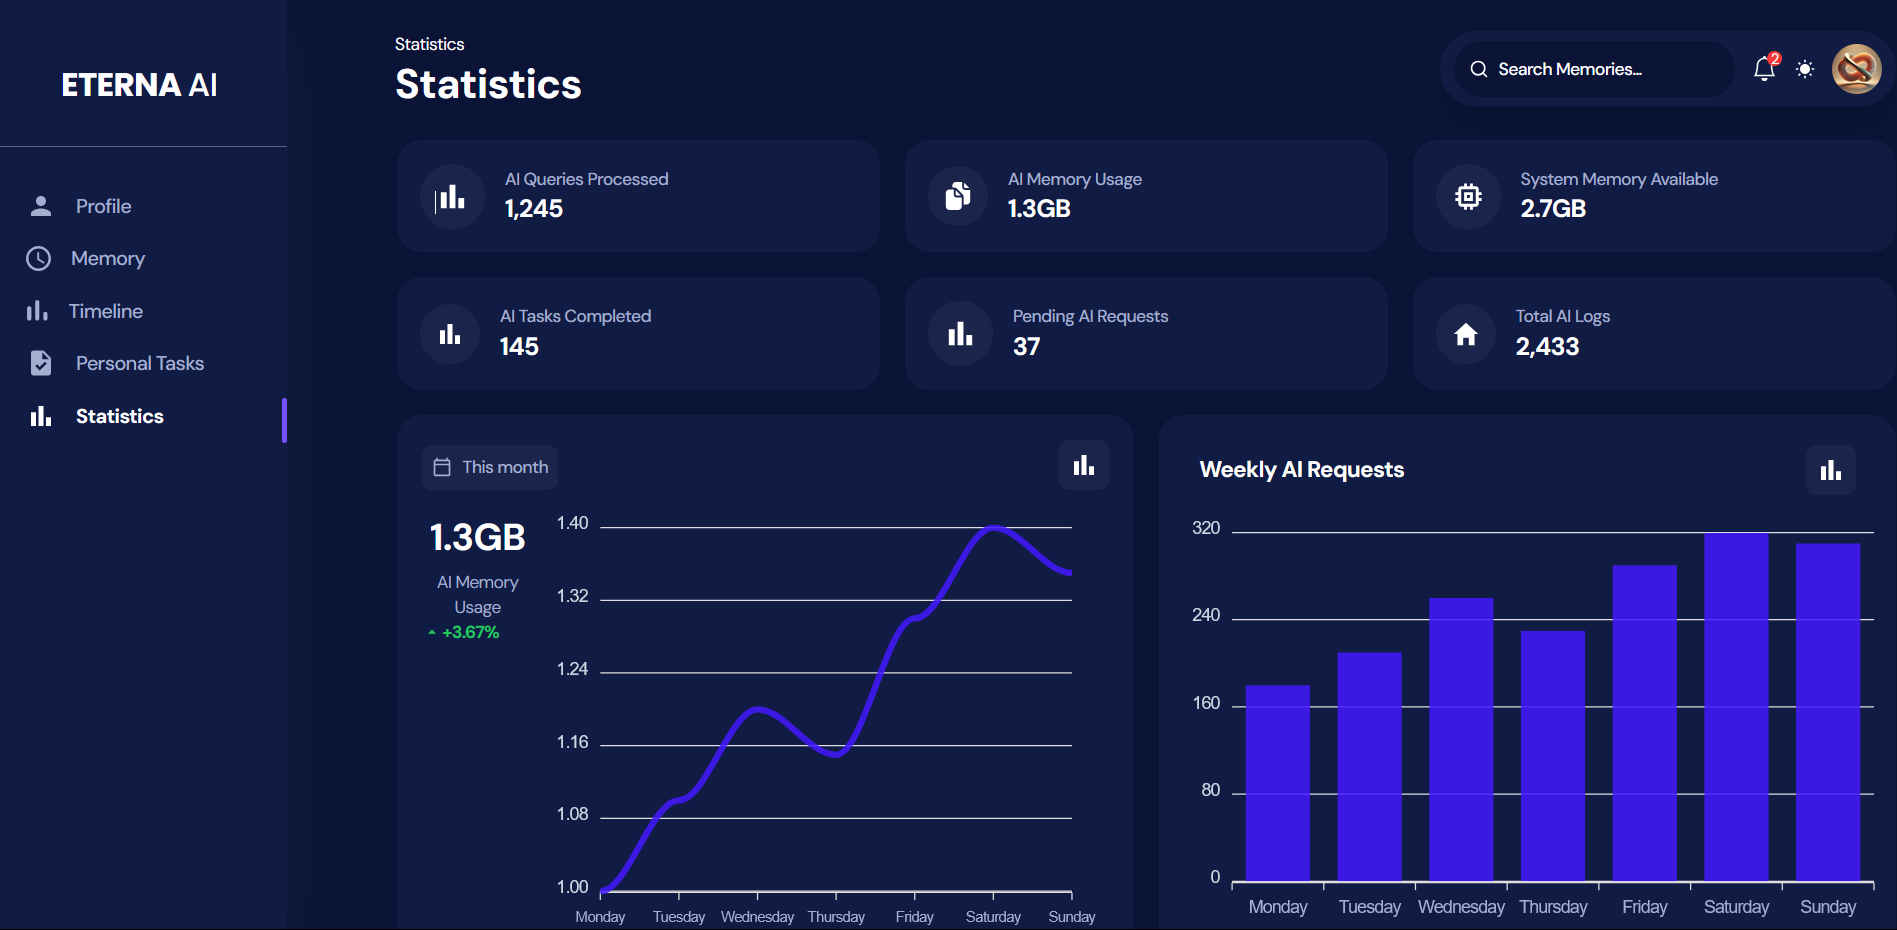 ETERNA AI
Profile
Memory
Timeline
Personal Tasks
Statistics
Statistics
Statistics
Search Memories...
2
AI Queries Processed
1,245
AI Memory Usage
1.3GB
System Memory Available
2.7GB
AI Tasks Completed
145
Pending AI Requests
37
Total AI Logs
2,433
This month
1.3GB
AI Memory
Usage
+3.67%
1.40
1.32
1.24
1.16
1.08
1.00
Monday Tuesday Wednesday Thursday Friday Saturday Sunday
Weekly AI Requests
320
240
160
80
0
Monday Tuesday Wednesday Thursday Friday Saturday Sunday